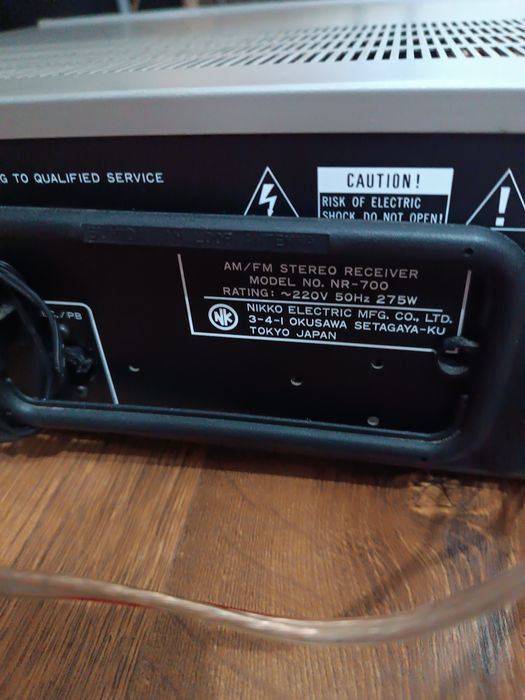 G TO QUALIFIED SERVICE
CAUTION!
RISK OF ELECTRIC
SHOCK DO NOT OPEN!
AM/FM STEREO RECEIVER
MODEL NO. NR-700
RATING: ~220V 50Hz 275W
NK
NIKKO ELECTRIC MFG. CO., LTD.
3-4-1 OKUSAWA SETAGAYA-KU
TOKYO JAPAN
/PB